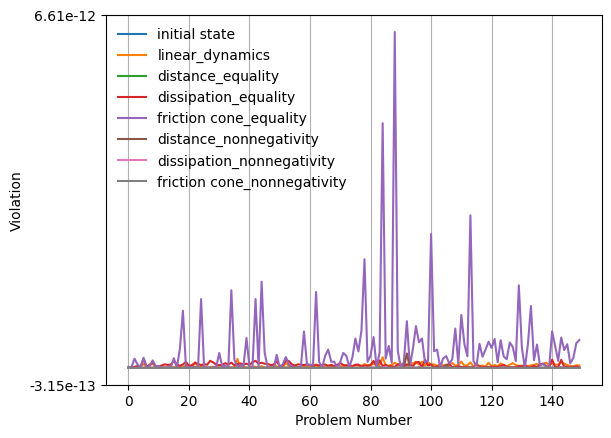 6.61e-12
initial state
linear_dynamics
distance_equality
dissipation_equality
friction cone_equality
distance_nonnegativity
dissipation_nonnegativity
friction cone_nonnegativity
Violation
-3.15e-13
0 20 40 60 80 100 120 140
Problem Number